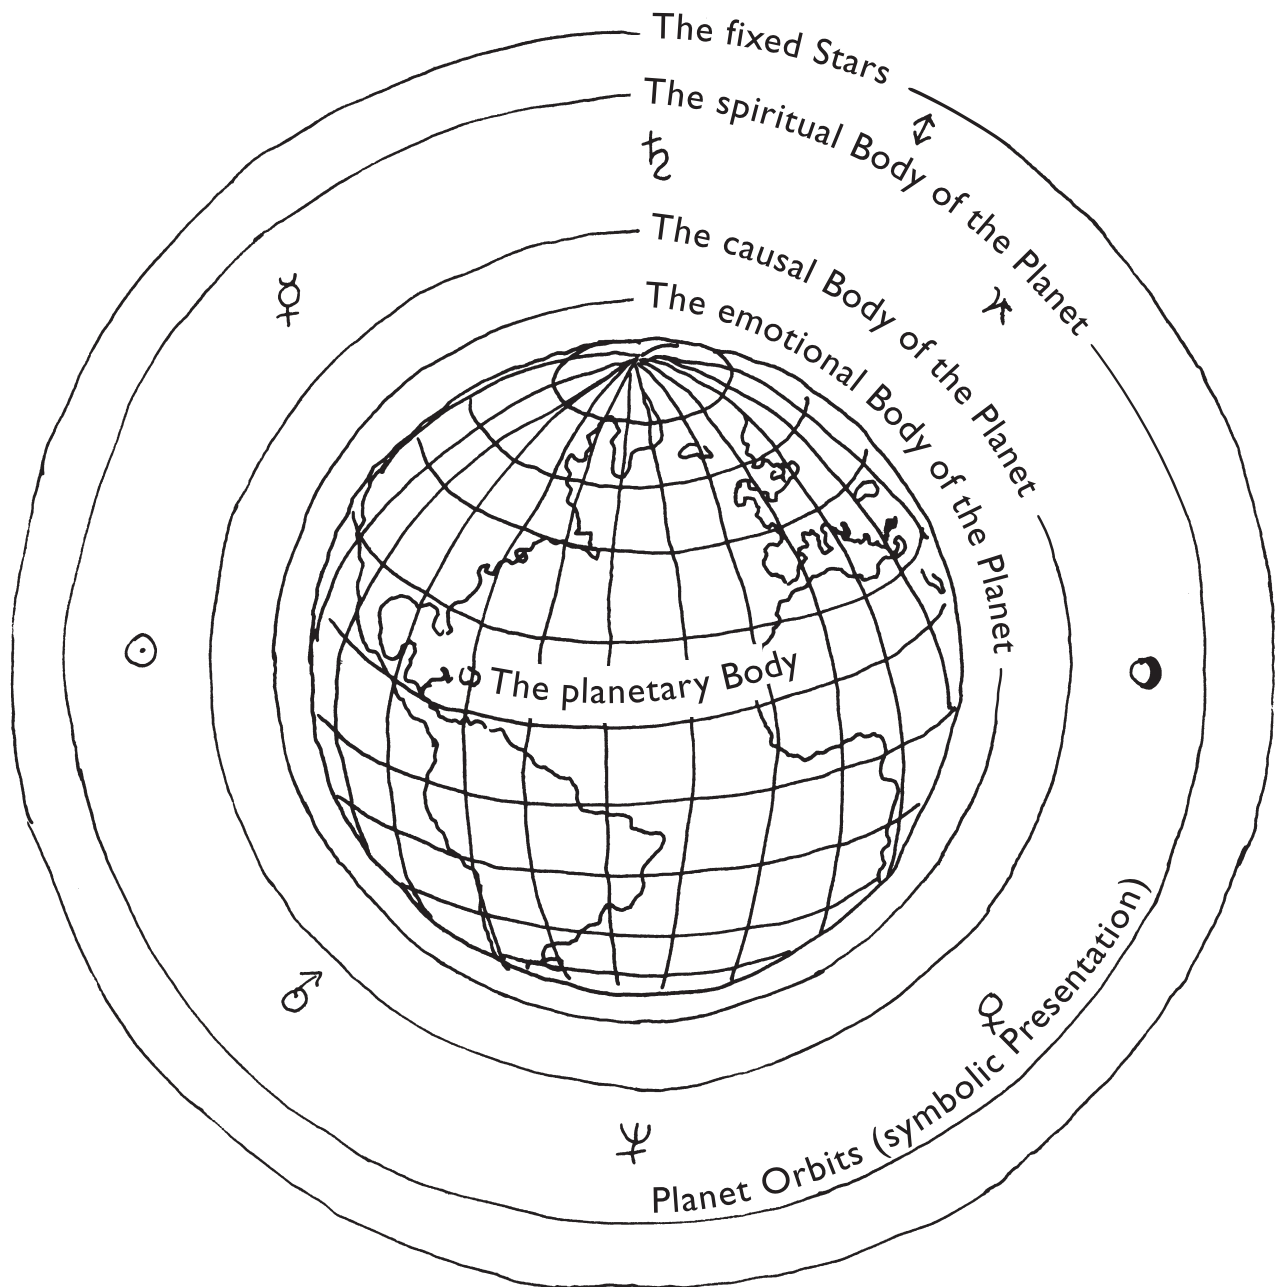 The fixed Stars
The spiritual Body of the Planet
The causal Body of the Planet
The emotional Body of the Planet
The planetary Body
Planet Orbits (symbolic Presentation)